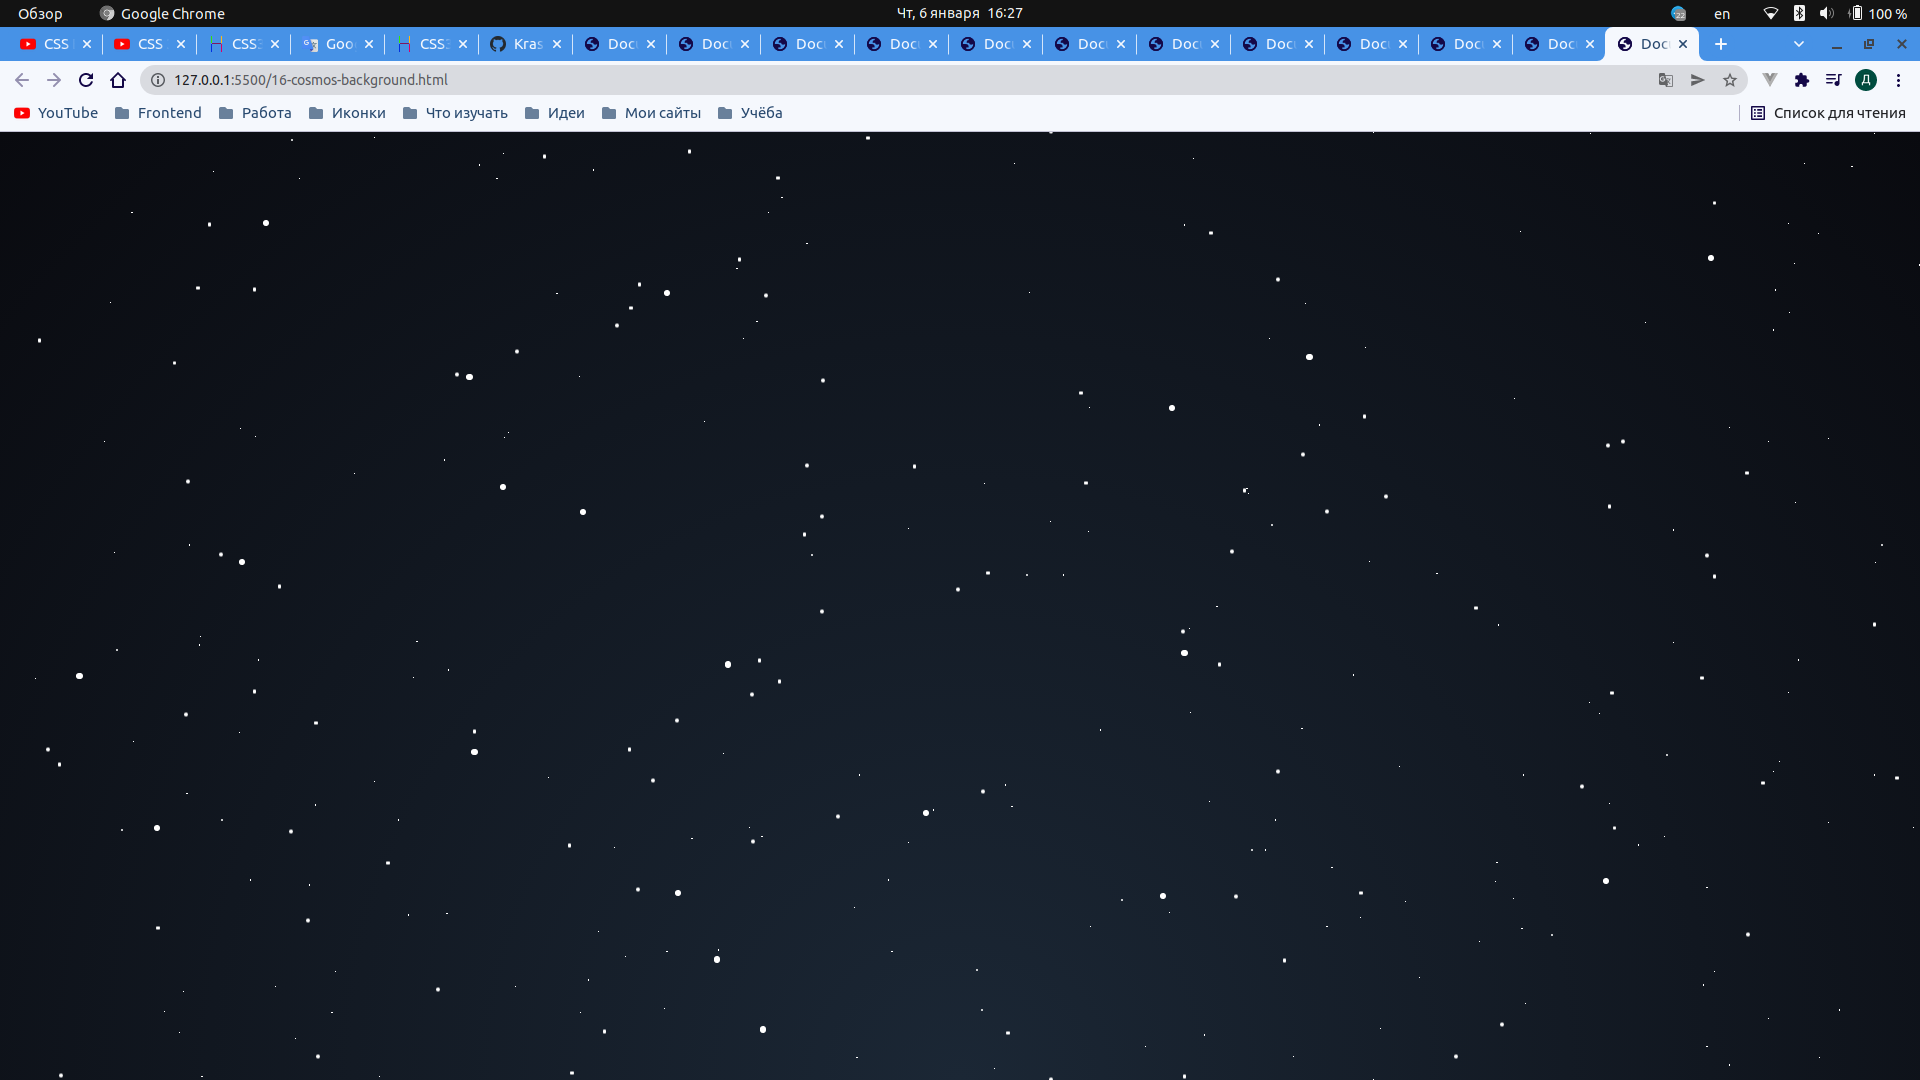 Обзор Google Chrome Чт, 6 января 16:27 en 100 %
CSS CSS CSS Goo CSS Kras Doc Doc Doc Doc Doc Doc Doc Doc Doc Doc Doc Doc
127.0.0.1:5500/16-cosmos-background.html Д
YouTube Frontend Работа Иконки Что изучать Идеи Мои сайты Учёба Список для чтения